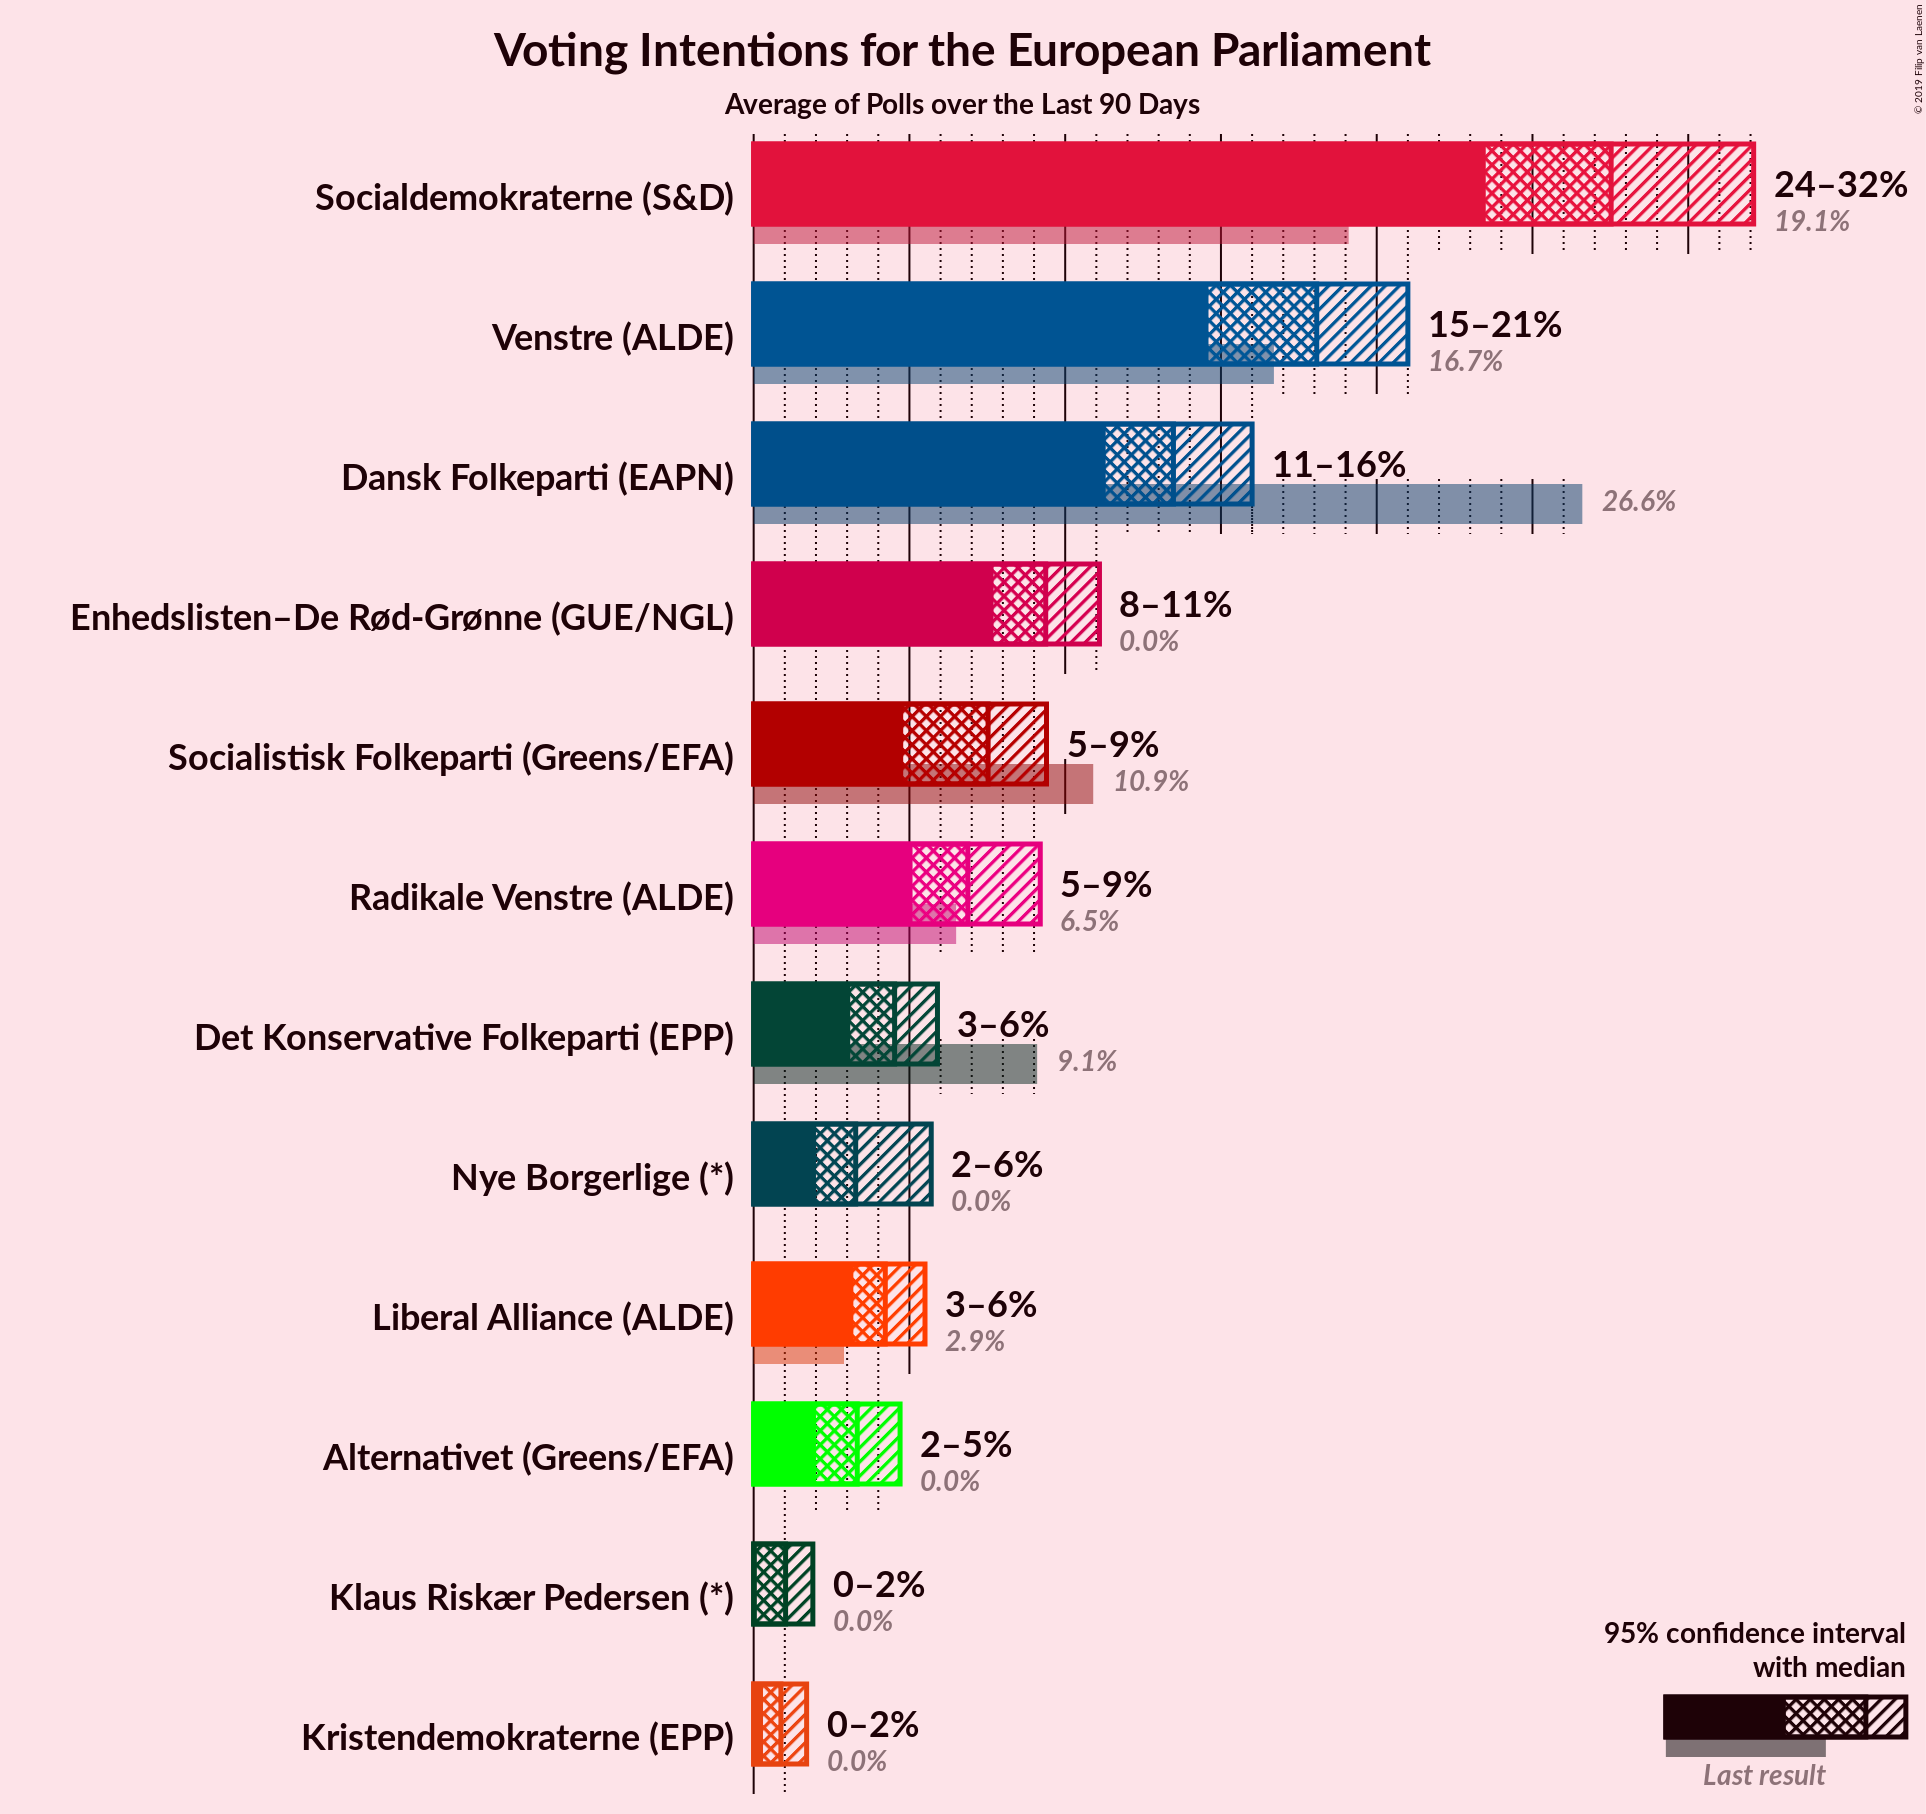 © 2019 Filip van Laenen
Voting Intentions for the European Parliament
Average of Polls over the Last 90 Days
Socialdemokraterne (S&D)
24–32%
19.1%
Venstre (ALDE)
15–21%
16.7%
Dansk Folkeparti (EAPN)
11–16%
26.6%
Enhedslisten–De Rød-Grønne (GUE/NGL)
8–11%
0.0%
Socialistisk Folkeparti (Greens/EFA)
5–9%
10.9%
Radikale Venstre (ALDE)
5–9%
6.5%
Det Konservative Folkeparti (EPP)
3–6%
9.1%
Nye Borgerlige (*)
2–6%
0.0%
Liberal Alliance (ALDE)
3–6%
2.9%
Alternativet (Greens/EFA)
2–5%
0.0%
Klaus Riskær Pedersen (*)
0–2%
0.0%
Kristendemokraterne (EPP)
0–2%
0.0%
95% confidence interval
with median
Last result